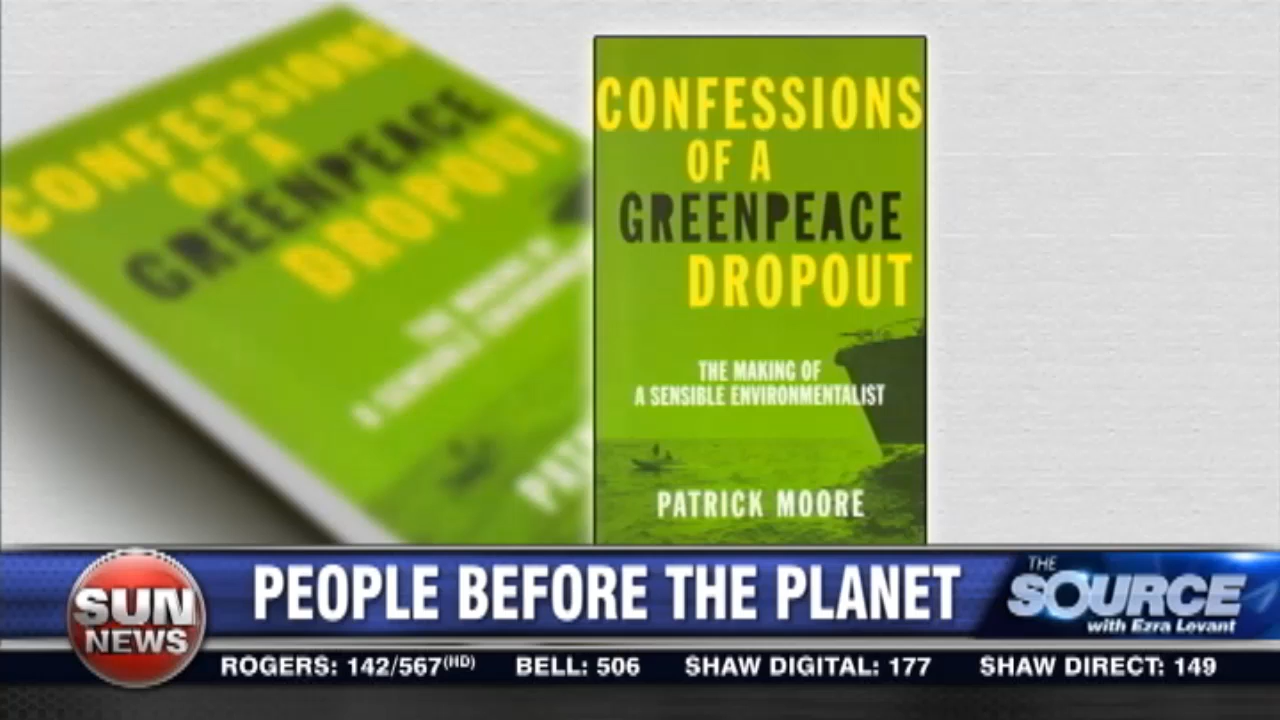 CONFESSIONS
OF A
GREENPEACE
DROPOUT
CONFESSIONS
OF A
GREENPEACE
DROPOUT
THE MAKING OF
A SENSIBLE ENVIRONMENTALIST
PATRICK MOORE
SUN
NEWS
PEOPLE BEFORE THE PLANET
THE
SOURCE
with Ezra Levant
ROGERS: 142/567(HD) BELL: 506 SHAW DIGITAL: 177 SHAW DIRECT: 149